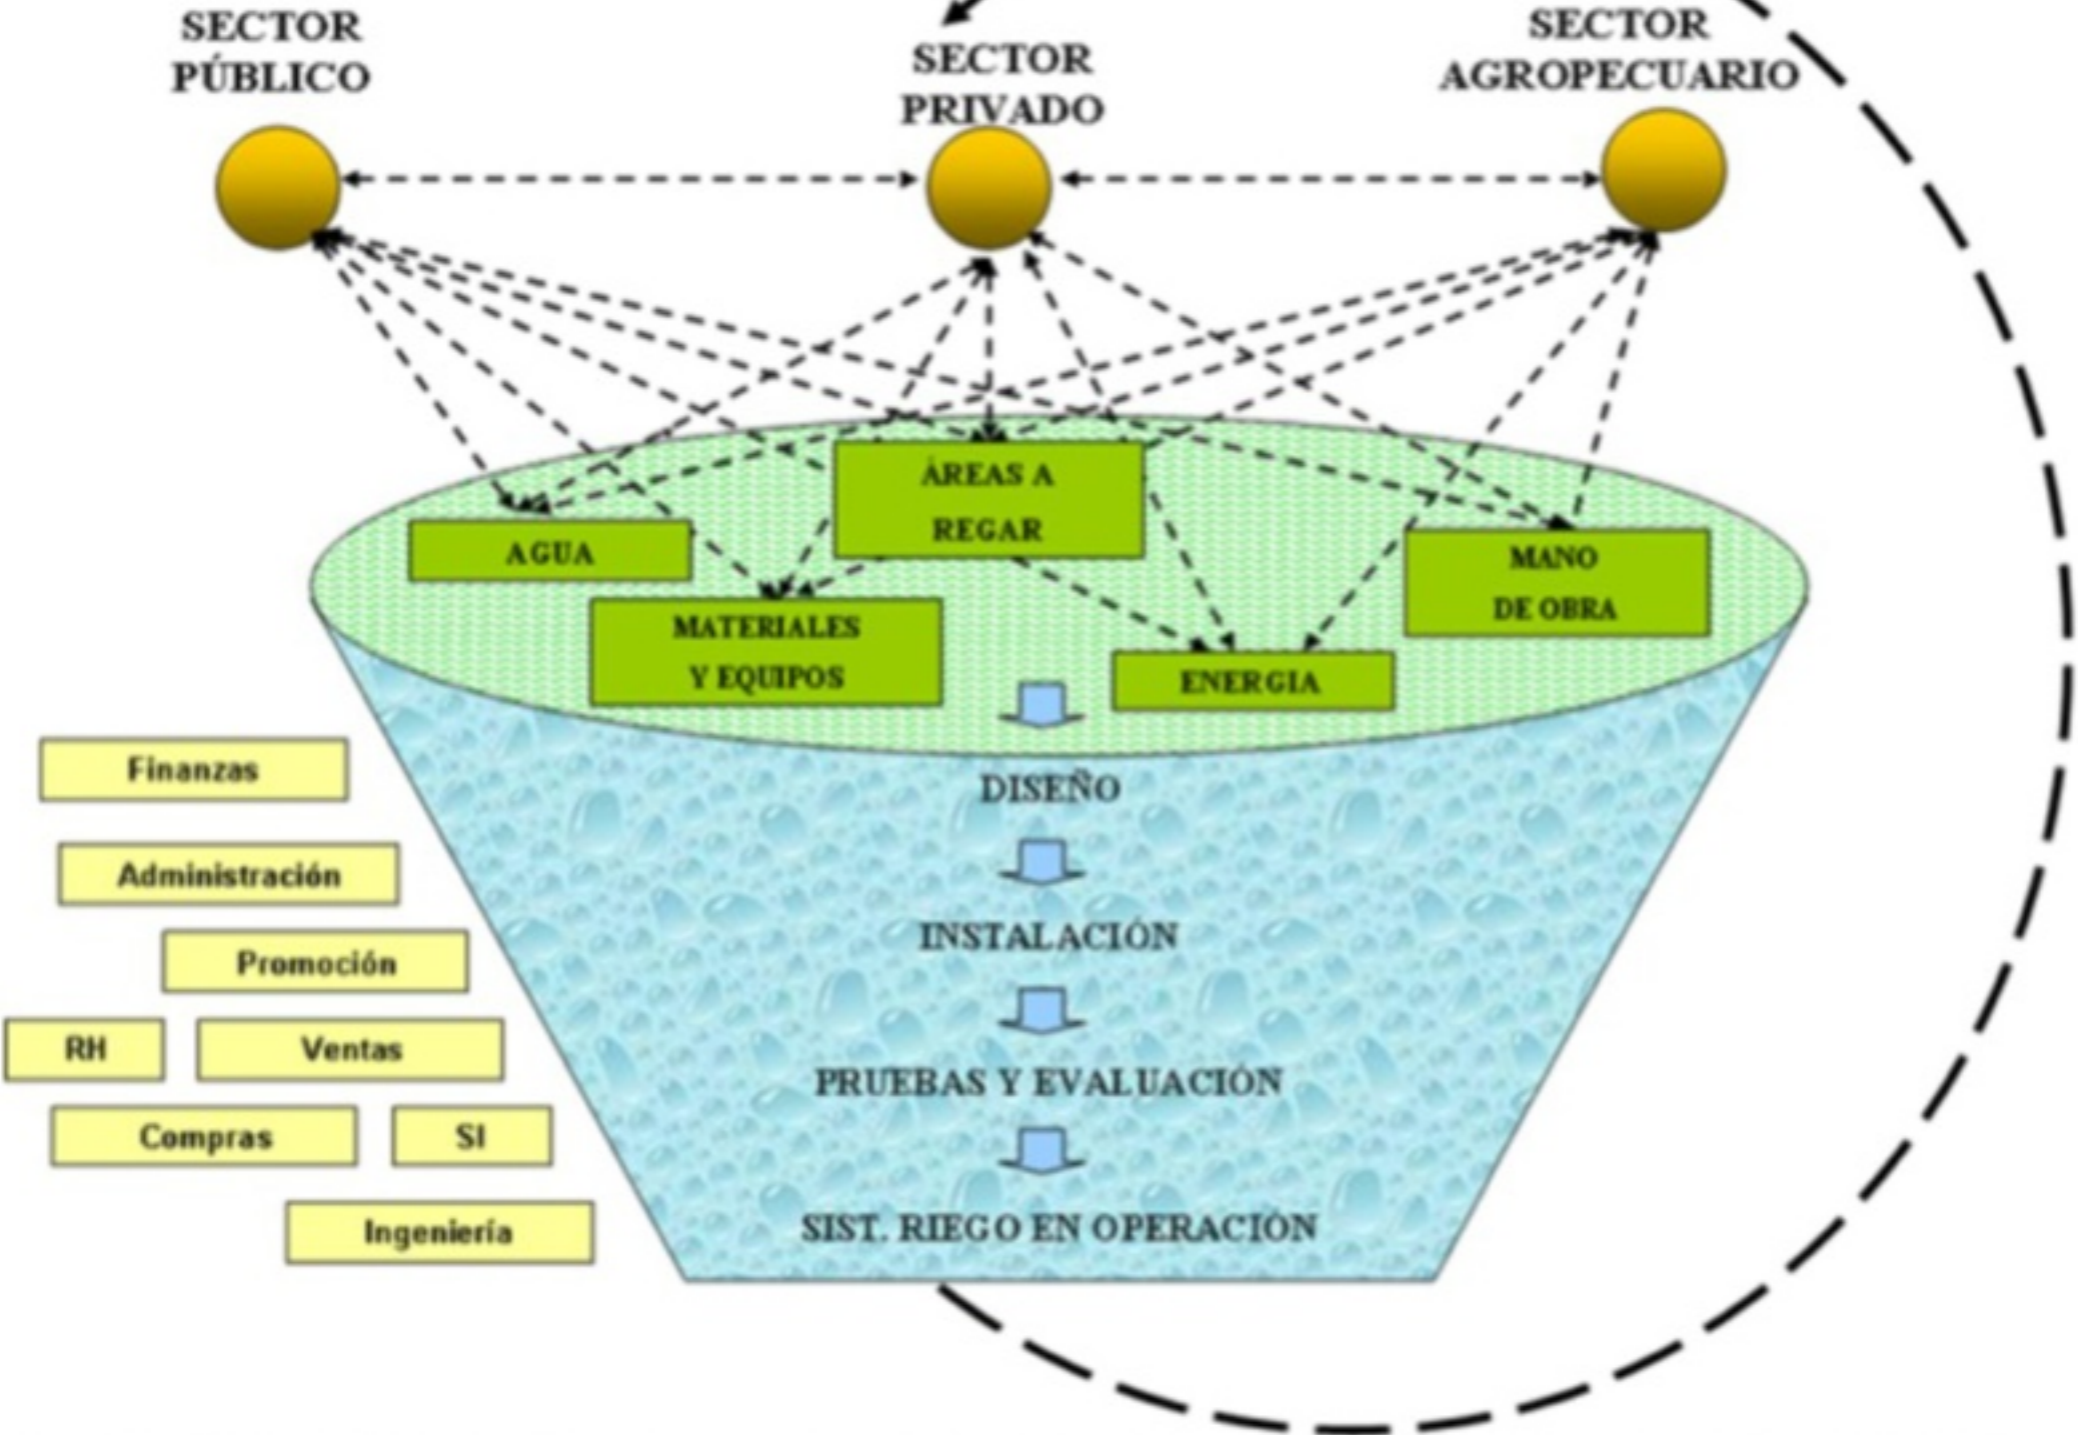 SECTOR
PÚBLICO
SECTOR
PRIVADO
SECTOR
AGROPECUARIO
ÁREAS A
REGAR
AGUA
MANO
DE OBRA
MATERIALES
Y EQUIPOS
ENERGIA
Finanzas
DISEÑO
Administración
INSTALACIÓN
Promoción
RH
Ventas
PRUEBAS Y EVALUACIÓN
Compras
SI
Ingeniería
SIST. RIEGO EN OPERACIÓN